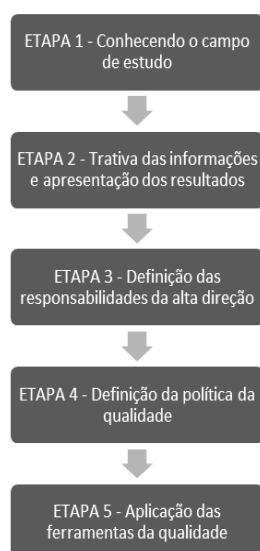 ETAPA 1 - Conhecendo o campo
de estudo
ETAPA 2 - Trativa das informações
e apresentação dos resultados
ETAPA 3 - Definição das
responsabilidades da alta direção
ETAPA 4 - Definição da política da
qualidade
ETAPA 5 - Aplicação das
ferramentas da qualidade